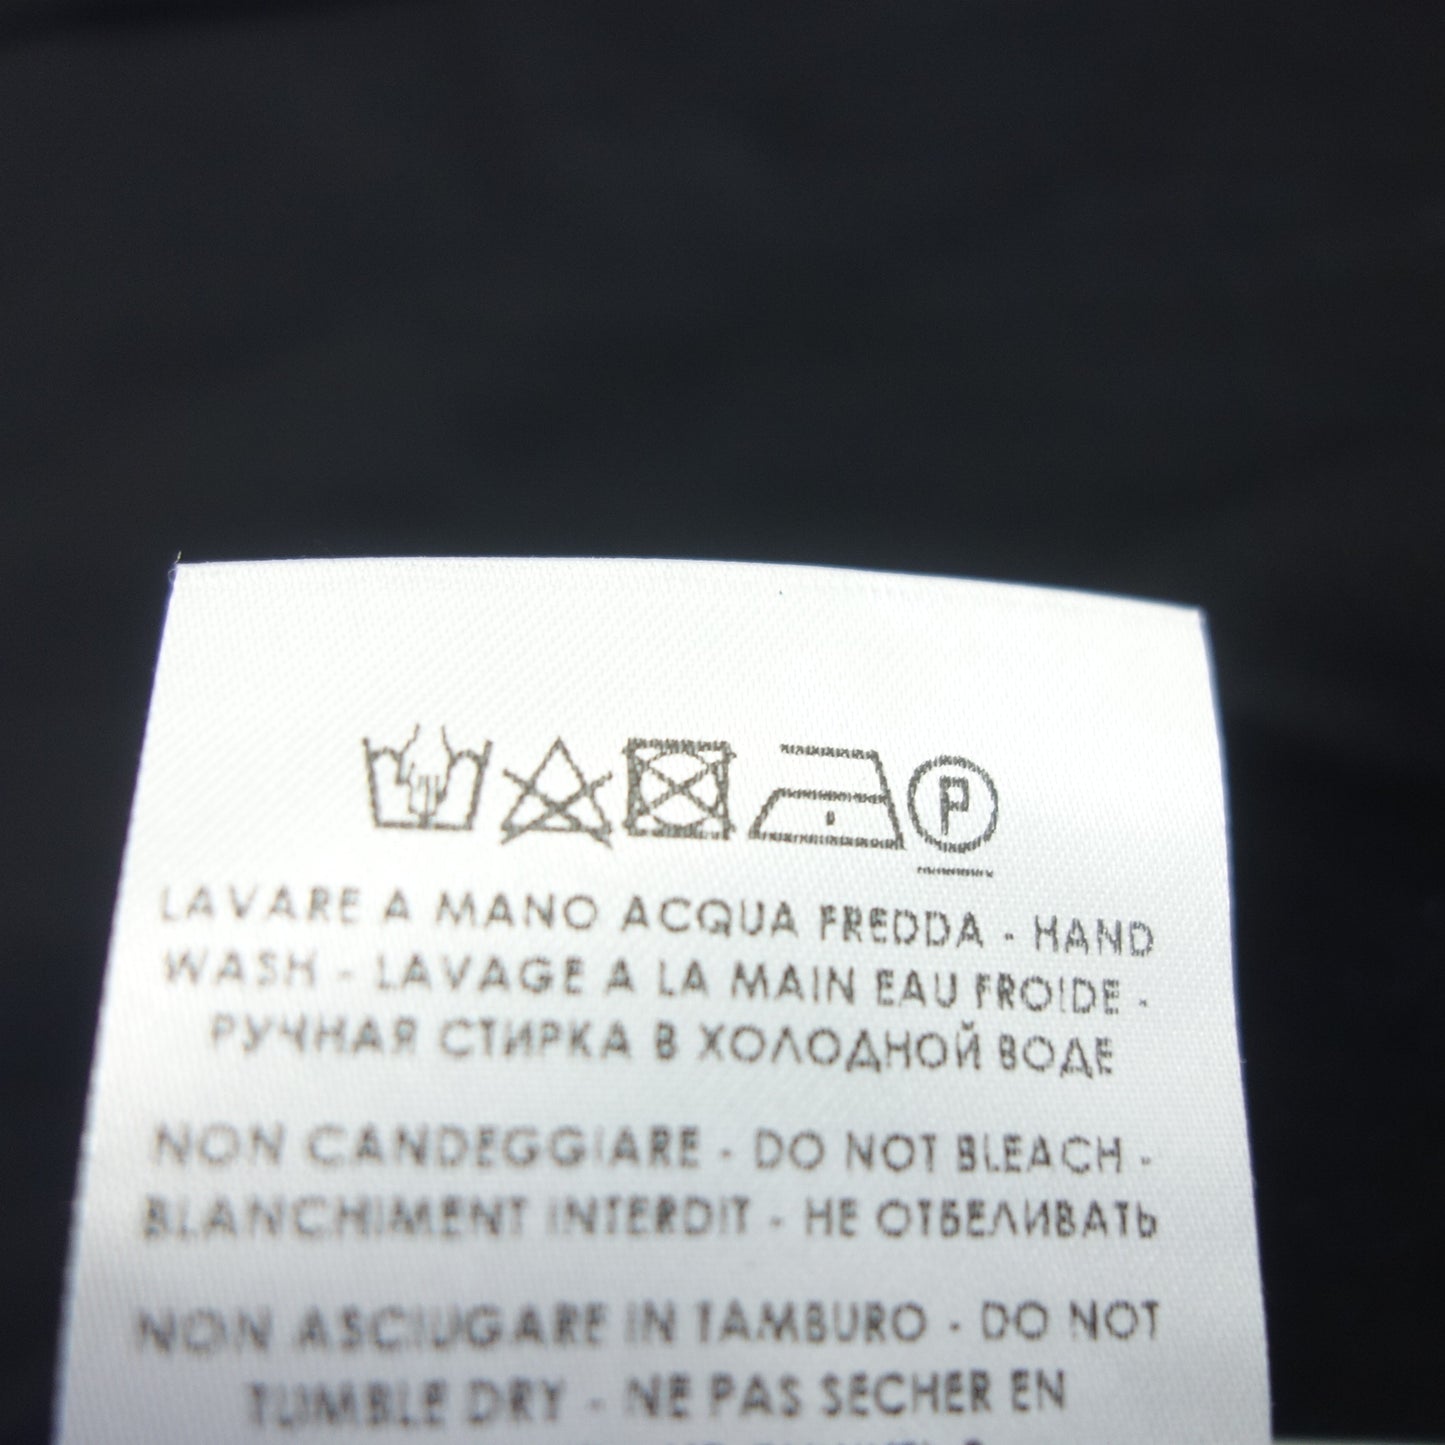 P
LAVARE A MANO ACQUA FREDDA - HAND
WASH - LAVAGE A LA MAIN EAU FROIDE -
РУЧНАЯ СТИРКА В ХОЛОДНОЙ ВОДЕ
NON CANDEGGIARE - DO NOT BLEACH -
BLANCHIMENT INTERDIT - НЕ ОТБЕЛИВАТЬ
NON ASCIUGARE IN TAMBURO - DO NOT
TUMBLE DRY - NE PAS SECHER EN